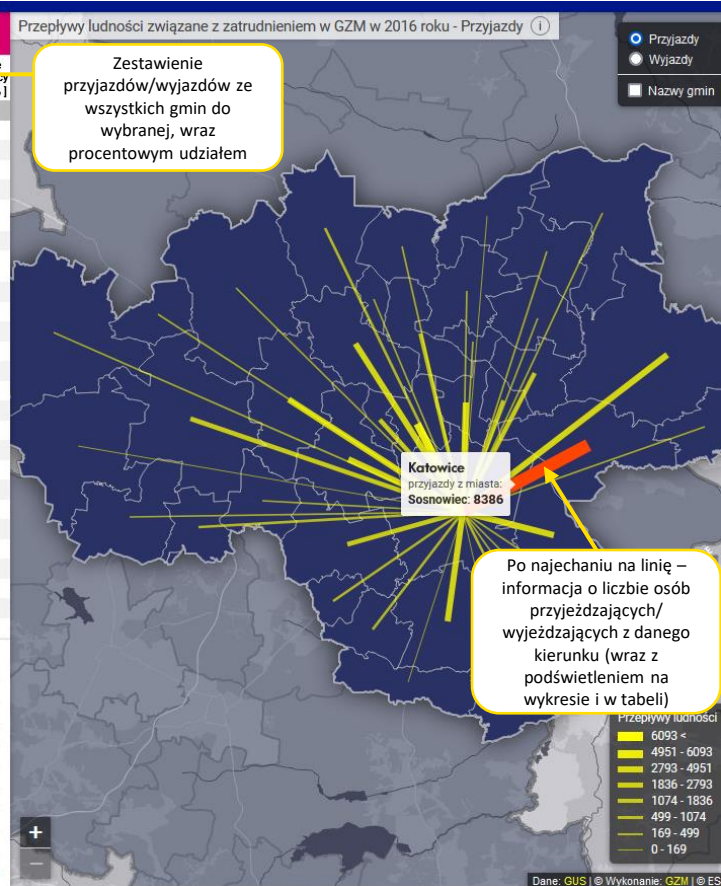 Przepływy ludności związane z zatrudnieniem w GZM w 2016 roku - Przyjazdy
Przyjazdy
Wyjazdy
Nazwy gmin
Zestawienie
przyjazdów/wyjazdów ze
wszystkich gmin do
wybranej, wraz
procentowym udziałem
Katowice
przyjazdy z miasta:
Sosnowiec: 8386
Po najechaniu na linię –
informacja o liczbie osób
przyjeżdzających/
wyjeżdzających z danego
kierunku (wraz z
podświetleniem na
wykresie i w tabeli)
Przepływy ludności
6093 <
4951 - 6093
2793 - 4951
1836 - 2793
1074 - 1836
499 - 1074
169 - 499
0 - 169
+
−
Dane: GUS | © Wykonanie: GZM | © ES